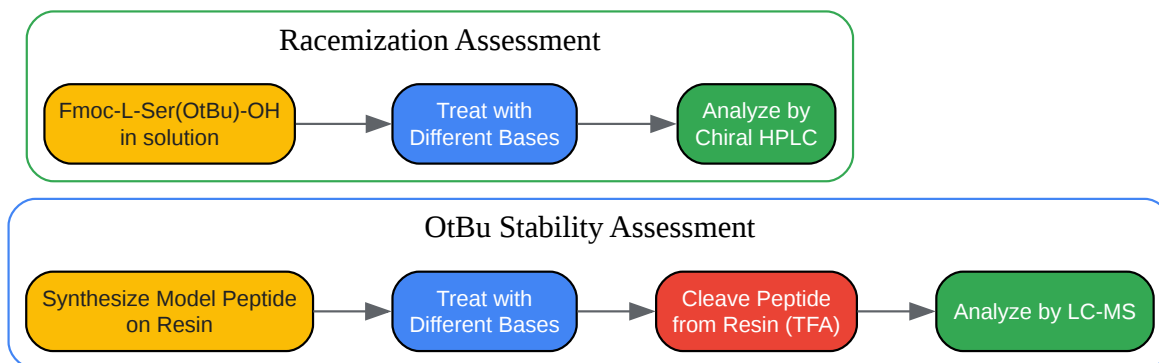 Racemization Assessment
Fmoc-L-Ser(OtBu)-OH
in solution
Treat with
Different Bases
Analyze by
Chiral HPLC
OtBu Stability Assessment
Synthesize Model Peptide
on Resin
Treat with
Different Bases
Cleave Peptide
from Resin (TFA)
Analyze by LC-MS